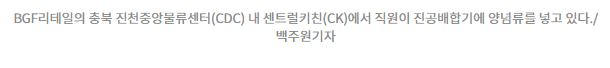 BGF리테일의 충북 진천중앙물류센터(CDC) 내 센트럴키친(CK)에서 직원이 진공배합기에 양념류를 넣고 있다./
백주원기자